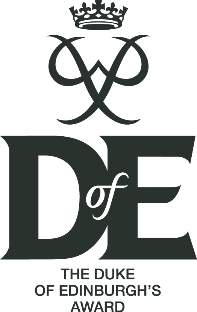 DofE
THE DUKE
OF EDINBURGH'S
AWARD